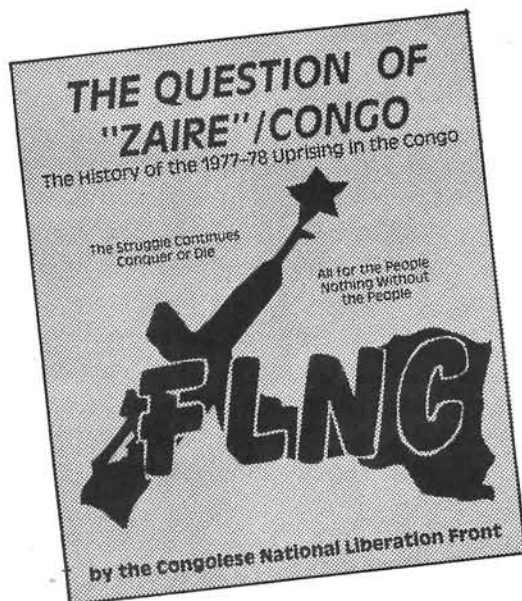 THE QUESTION OF
"ZAIRE"/CONGO
The History of the 1977-78 Uprising in the Congo
The Struggle Continues
Conquer or Die
All for the People
Nothing Without
the People
FLNC
by the Congolese National Liberation Front